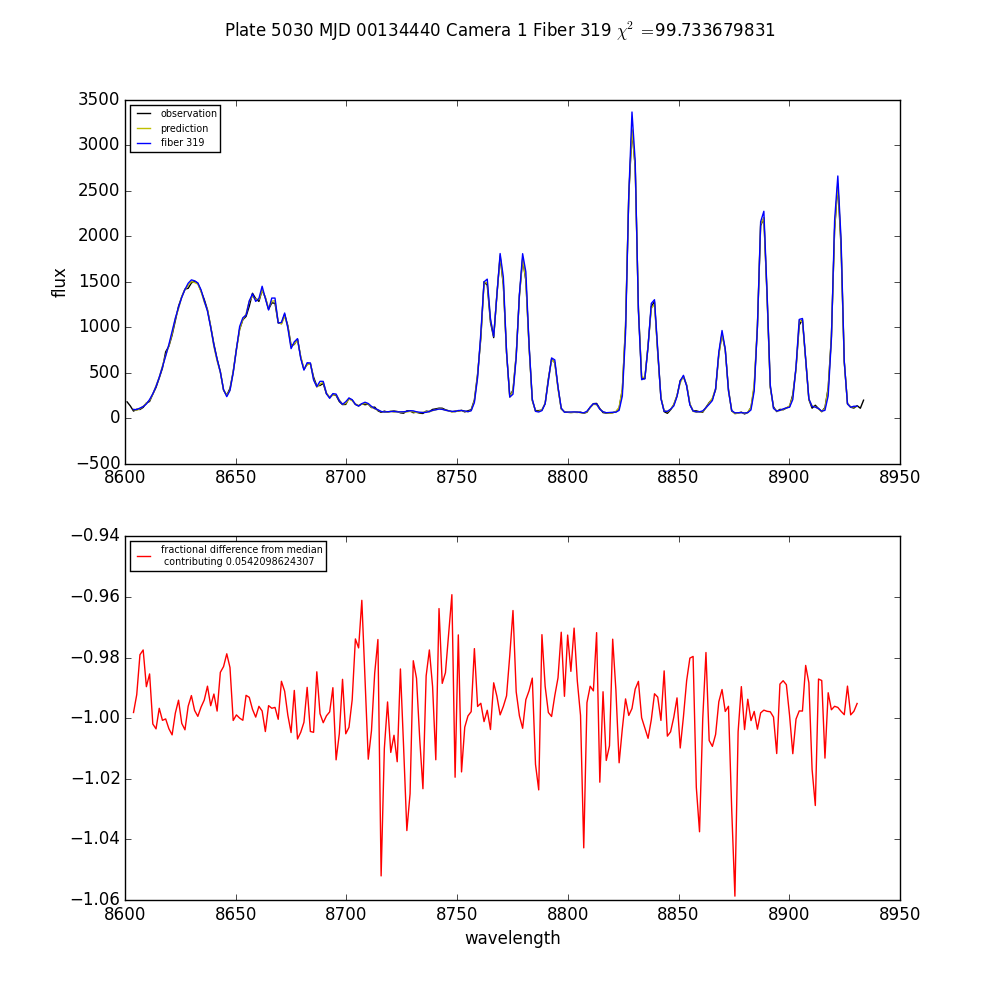 Plate 5030 MJD 00134440 Camera 1 Fiber 319 χ² =99.733679831
3500
3000
2500
2000
1500
1000
500
0
−500
flux
observation
prediction
fiber 319
8600 8650 8700 8750 8800 8850 8900 8950
−0.94
−0.96
−0.98
−1.00
−1.02
−1.04
−1.06
fractional difference from median
contributing 0.0542098624307
8600 8650 8700 8750 8800 8850 8900 8950
wavelength